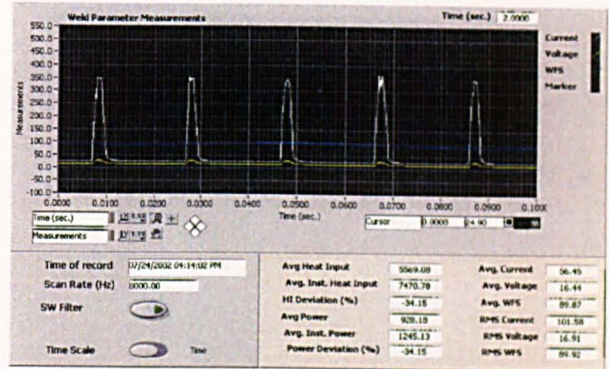 Weld Parameter Measurements
Time (sec.) 2.0000
550.0
500.0
450.0
400.0
350.0
300.0
250.0
200.0
150.0
100.0
50.0
0.0
-50.0
-100.0
Measurements
0.0000 0.0100 0.0200 0.0300 0.0400 0.0500 0.0600 0.0700 0.0800 0.0900 0.100
Time (sec.)
Current
Voltage
WFS
Marker
Time (sec.)
Measurements
Cursor 0.0000 24.90
Time of record 07/24/2002 04:14:02 PM
Scan Rate (Hz) 8000.00
SW Filter
Time Scale Time
Avg Heat Input 5569.08
Avg. Inst. Heat Input 7470.78
HI Deviation (%) -34.15
Avg Power 928.18
Avg. Inst. Power 1245.13
Power Deviation (%) -34.15
Avg. Current 56.45
Avg. Voltage 16.44
Avg. WFS 89.87
RMS Current 101.58
RMS Voltage 16.91
RMS WFS 89.92